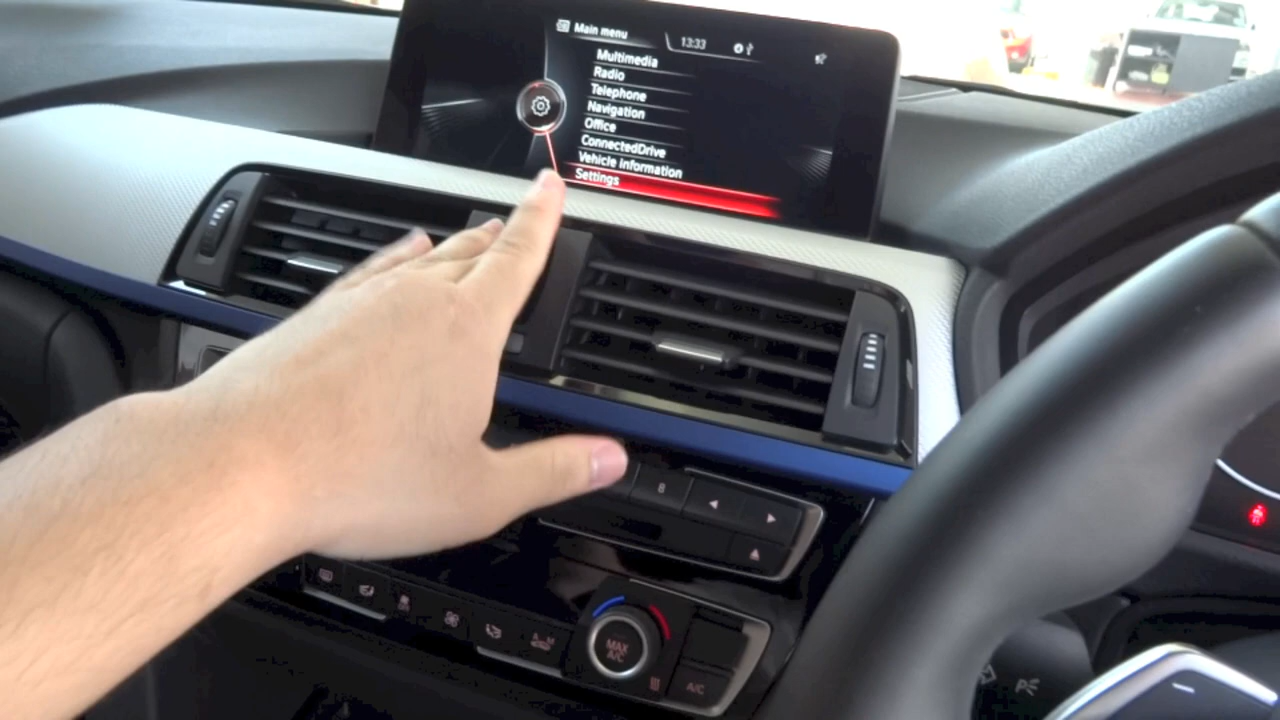 Main menu
13:33
Multimedia
Radio
Telephone
Navigation
Office
ConnectedDrive
Vehicle information
Settings
8
MAX
A/C
A/C